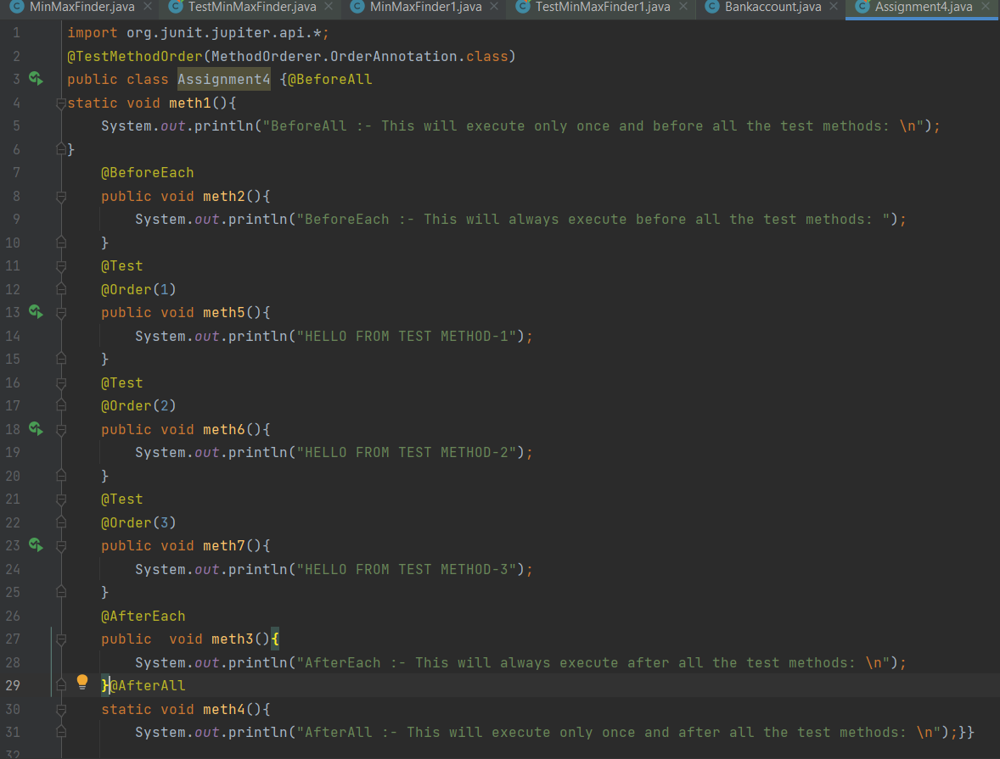 MinMaxFinder.java TestMinMaxFinder.java MinMaxFinder1.java TestMinMaxFinder1.java Bankaccount.java Assignment4.java
1 import org.junit.jupiter.api.*;
2 @TestMethodOrder(MethodOrderer.OrderAnnotation.class)
3 public class Assignment4 {@BeforeAll
4 static void meth1(){
5 System.out.println("BeforeAll :- This will execute only once and before all the test methods: \n");
6 }
7 @BeforeEach
8 public void meth2(){
9 System.out.println("BeforeEach :- This will always execute before all the test methods: ");
10 }
11 @Test
12 @Order(1)
13 public void meth5(){
14 System.out.println("HELLO FROM TEST METHOD-1");
15 }
16 @Test
17 @Order(2)
18 public void meth6(){
19 System.out.println("HELLO FROM TEST METHOD-2");
20 }
21 @Test
22 @Order(3)
23 public void meth7(){
24 System.out.println("HELLO FROM TEST METHOD-3");
25 }
26 @AfterEach
27 public  void meth3(){
28 System.out.println("AfterEach :- This will always execute after all the test methods: \n");
29 }@AfterAll
30 static void meth4(){
31 System.out.println("AfterAll :- This will execute only once and after all the test methods: \n");}}
32